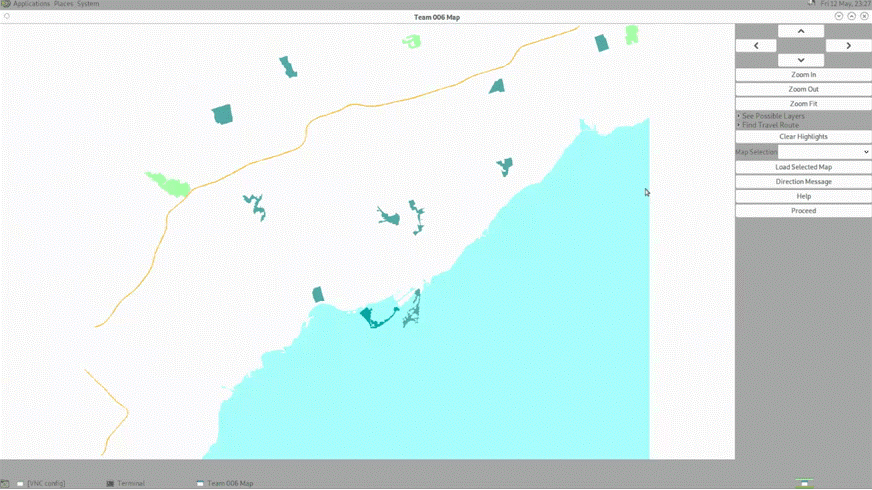 Applications Places System
Fri 12 May, 23:27
Team 006 Map
Zoom In
Zoom Out
Zoom Fit
See Possible Layers
Find Travel Route
Clear Highlights
Map Selection
Load Selected Map
Direction Message
Help
Proceed
[VNC config]
Terminal
Team 006 Map